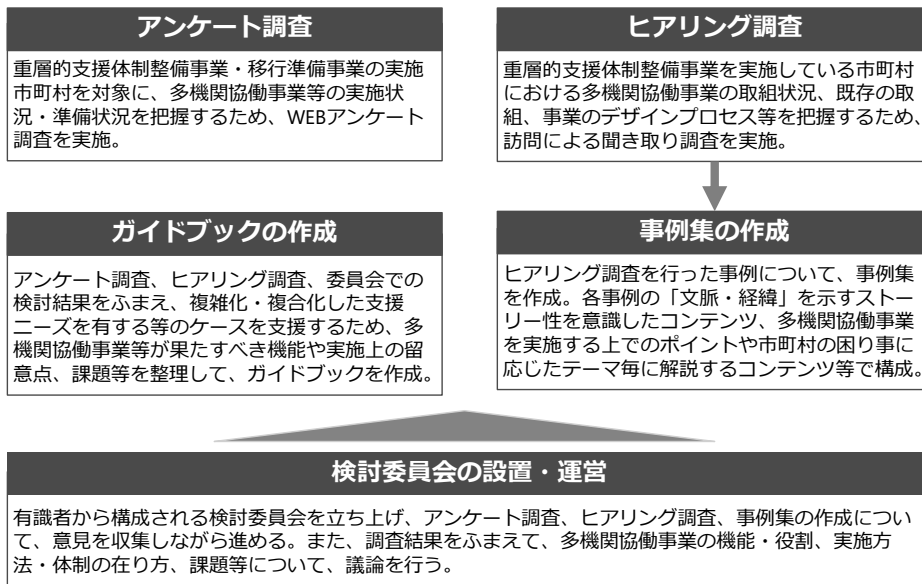 アンケート調査
重層的支援体制整備事業・移行準備事業の実施
市町村を対象に、多機関協働事業等の実施状
況・準備状況を把握するため、WEBアンケート
調査を実施。
ヒアリング調査
重層的支援体制整備事業を実施している市町村
における多機関協働事業の取組状況、既存の取
組、事業のデザインプロセス等を把握するため、
訪問による聞き取り調査を実施。
ガイドブックの作成
アンケート調査、ヒアリング調査、委員会での
検討結果をふまえ、複雑化・複合化した支援
ニーズを有する等のケースを支援するため、多
機関協働事業等が果たすべき機能や実施上の留
意点、課題等を整理して、ガイドブックを作成。
事例集の作成
ヒアリング調査を行った事例について、事例集
を作成。各事例の「文脈・経緯」を示すストー
リー性を意識したコンテンツ、多機関協働事業
を実施する上でのポイントや市町村の困り事に
応じたテーマ毎に解説するコンテンツ等で構成。
検討委員会の設置・運営
有識者から構成される検討委員会を立ち上げ、アンケート調査、ヒアリング調査、事例集の作成につい
て、意見を収集しながら進める。また、調査結果をふまえて、多機関協働事業の機能・役割、実施方
法・体制の在り方、課題等について、議論を行う。